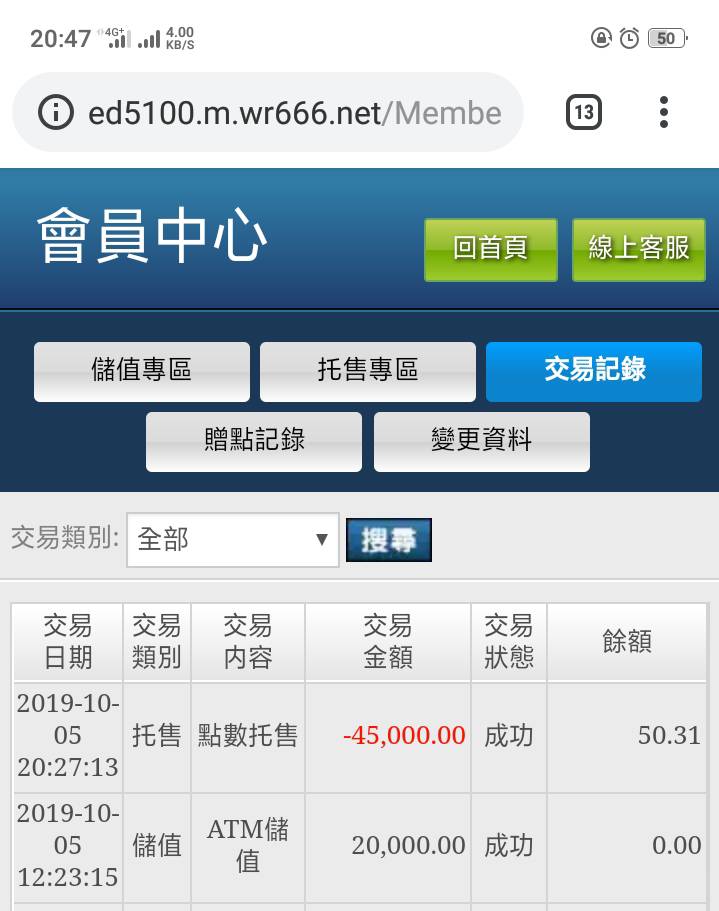 20:47 4G+ 4.00 KB/S 50
ed5100.m.wr666.net/Membe 13
會員中心 回首頁 線上客服
儲值專區 托售專區 交易記錄
贈點記錄 變更資料
交易類別: 全部 ▼ 搜尋
交易 交易 交易 交易 交易 餘額
日期 類別 内容 金額 狀態
2019-10-
05 托售 點數托售 -45,000.00 成功 50.31
20:27:13
2019-10- ATM儲
05 儲值 值 20,000.00 成功 0.00
12:23:15